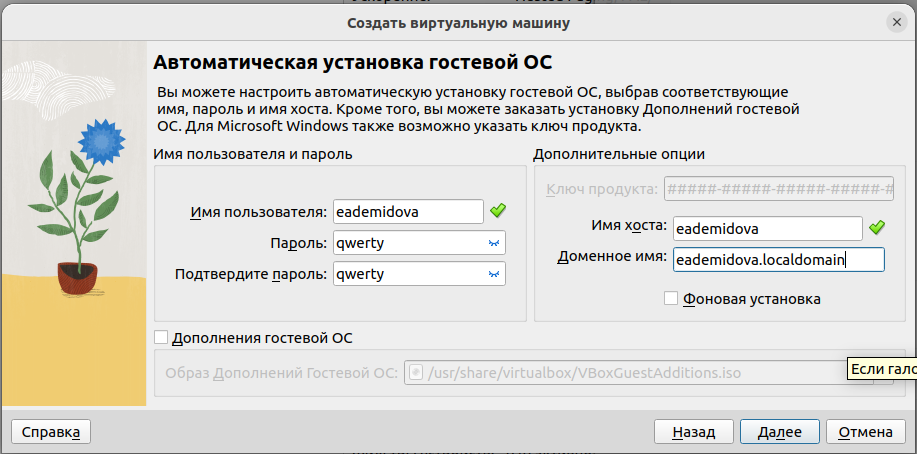 Создать виртуальную машину
Автоматическая установка гостевой ОС
Вы можете настроить автоматическую установку гостевой ОС, выбрав соответствующие
имя, пароль и имя хоста. Кроме того, вы можете заказать установку Дополнений гостевой
ОС. Для Microsoft Windows также возможно указать ключ продукта.
Имя пользователя и пароль
Имя пользователя: eademidova
Пароль: qwerty
Подтвердите пароль: qwerty
Дополнительные опции
Ключ продукта: #####-#####-#####-#####-#
Имя хоста: eademidova
Доменное имя: eademidova.localdomain
Фоновая установка
Дополнения гостевой ОС
Образ Дополнений Гостевой ОС: /usr/share/virtualbox/VBoxGuestAdditions.iso
Если гало
Справка
Назад
Далее
Отмена